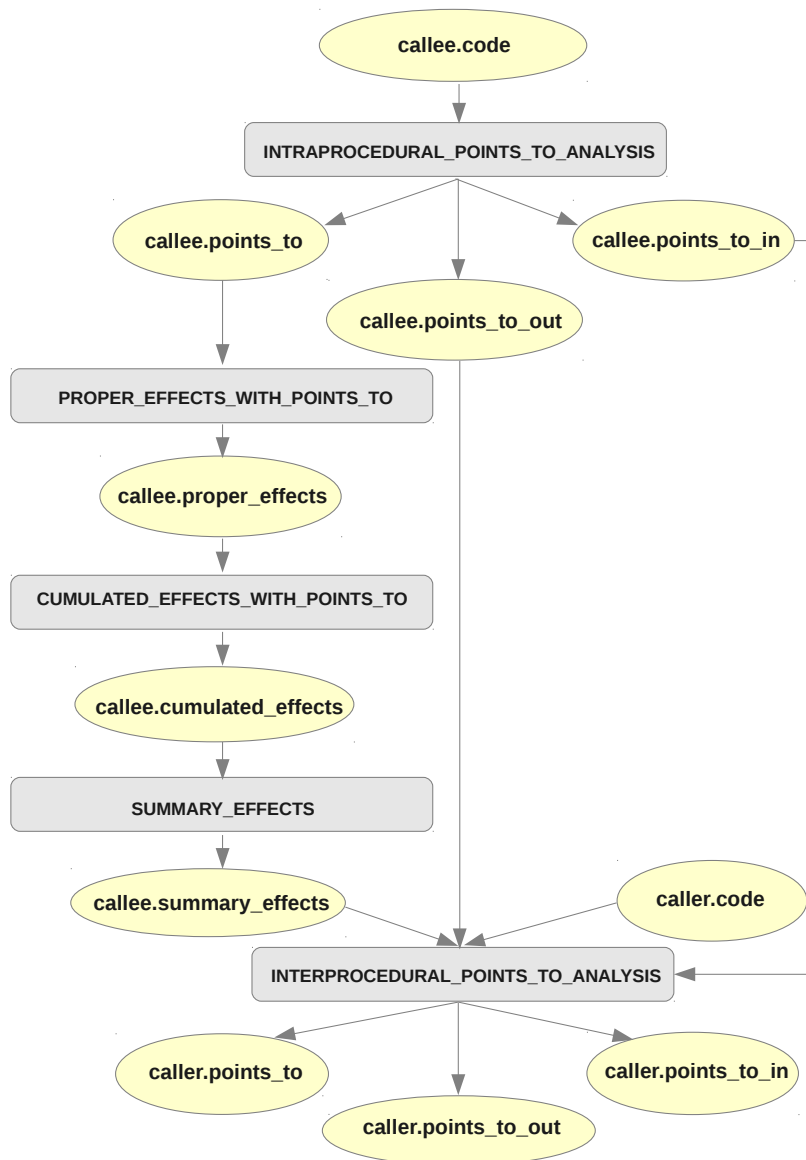 callee.code
INTRAPROCEDURAL_POINTS_TO_ANALYSIS
callee.points_to
callee.points_to_in
callee.points_to_out
PROPER_EFFECTS_WITH_POINTS_TO
callee.proper_effects
CUMULATED_EFFECTS_WITH_POINTS_TO
callee.cumulated_effects
SUMMARY_EFFECTS
callee.summary_effects
caller.code
INTERPROCEDURAL_POINTS_TO_ANALYSIS
caller.points_to
caller.points_to_in
caller.points_to_out